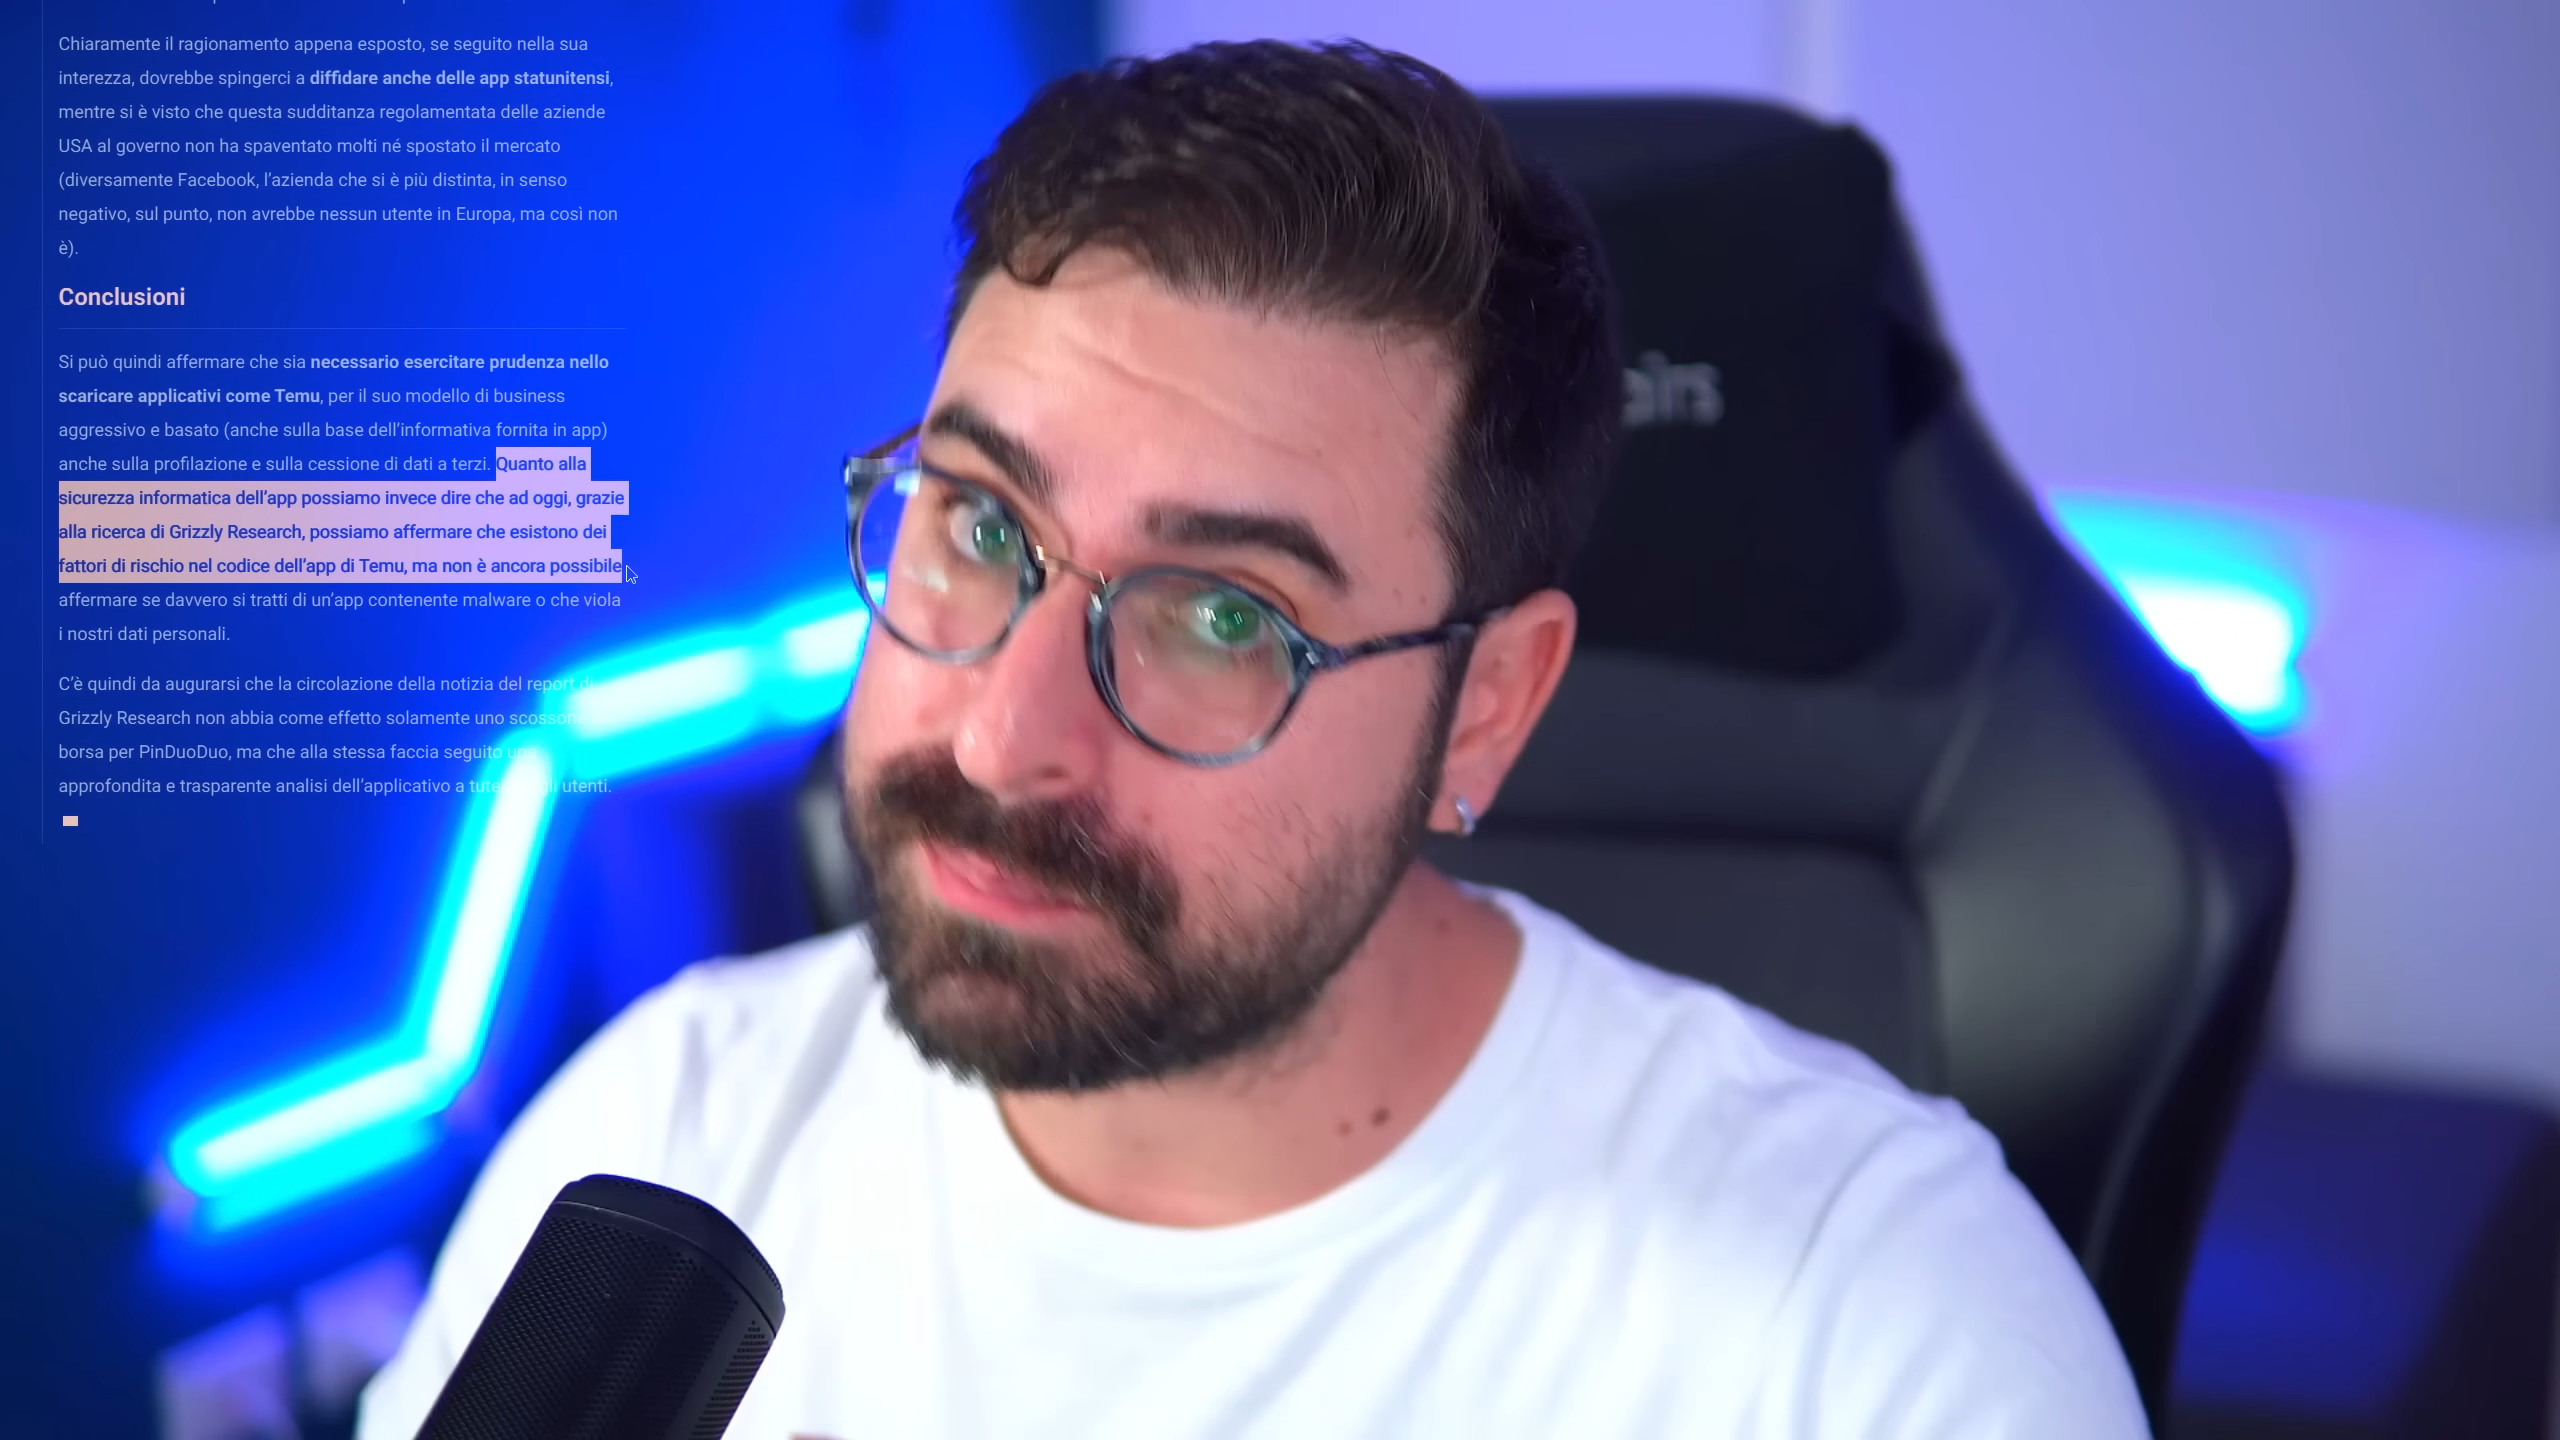 Chiaramente il ragionamento appena esposto, se seguito nella sua
interezza, dovrebbe spingerci a diffidare anche delle app statunitensi,
mentre si è visto che questa sudditanza regolamentata delle aziende
USA al governo non ha spaventato molti né spostato il mercato
(diversamente Facebook, l'azienda che si è più distinta, in senso
negativo, sul punto, non avrebbe nessun utente in Europa, ma così non
è).
Conclusioni
Si può quindi affermare che sia necessario esercitare prudenza nello
scaricare applicativi come Temu, per il suo modello di business
aggressivo e basato (anche sulla base dell'informativa fornita in app)
anche sulla profilazione e sulla cessione di dati a terzi. Quanto alla
sicurezza informatica dell'app possiamo invece dire che ad oggi, grazie
alla ricerca di Grizzly Research, possiamo affermare che esistono dei
fattori di rischio nel codice dell'app di Temu, ma non è ancora possibile
affermare se davvero si tratti di un'app contenente malware o che viola
i nostri dati personali.
C'è quindi da augurarsi che la circolazione della notizia del report di
Grizzly Research non abbia come effetto solamente uno scossone
borsa per PinDuoDuo, ma che alla stessa faccia seguito una
approfondita e trasparente analisi dell'applicativo a utenti.